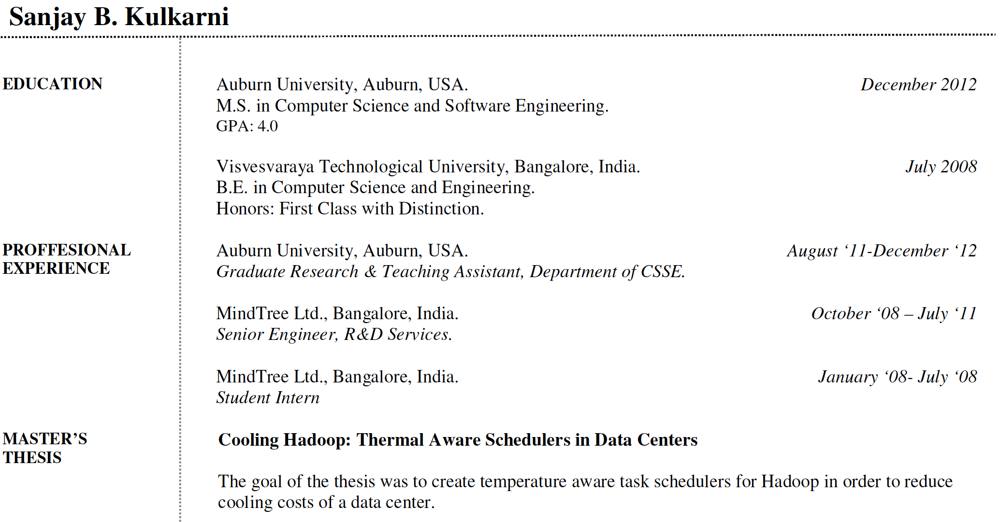 Sanjay B. Kulkarni
EDUCATION
Auburn University, Auburn, USA. December 2012
M.S. in Computer Science and Software Engineering.
GPA: 4.0
Visvesvaraya Technological University, Bangalore, India. July 2008
B.E. in Computer Science and Engineering.
Honors: First Class with Distinction.
PROFFESIONAL
EXPERIENCE
Auburn University, Auburn, USA. August ‘11-December ‘12
Graduate Research & Teaching Assistant, Department of CSSE.
MindTree Ltd., Bangalore, India. October ‘08 – July ‘11
Senior Engineer, R&D Services.
MindTree Ltd., Bangalore, India. January ‘08- July ‘08
Student Intern
MASTER’S
THESIS
Cooling Hadoop: Thermal Aware Schedulers in Data Centers
The goal of the thesis was to create temperature aware task schedulers for Hadoop in order to reduce
cooling costs of a data center.